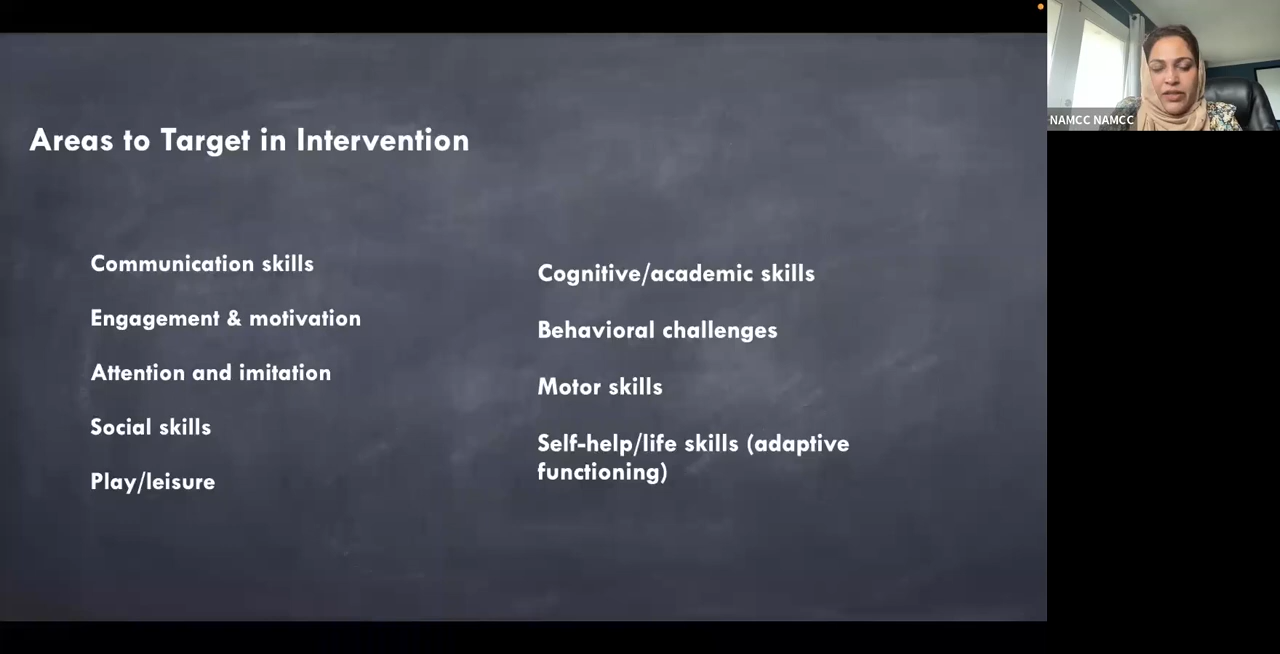 Areas to Target in Intervention
Communication skills
Engagement & motivation
Attention and imitation
Social skills
Play/leisure
Cognitive/academic skills
Behavioral challenges
Motor skills
Self-help/life skills (adaptive
functioning)
NAMCC NAMCC